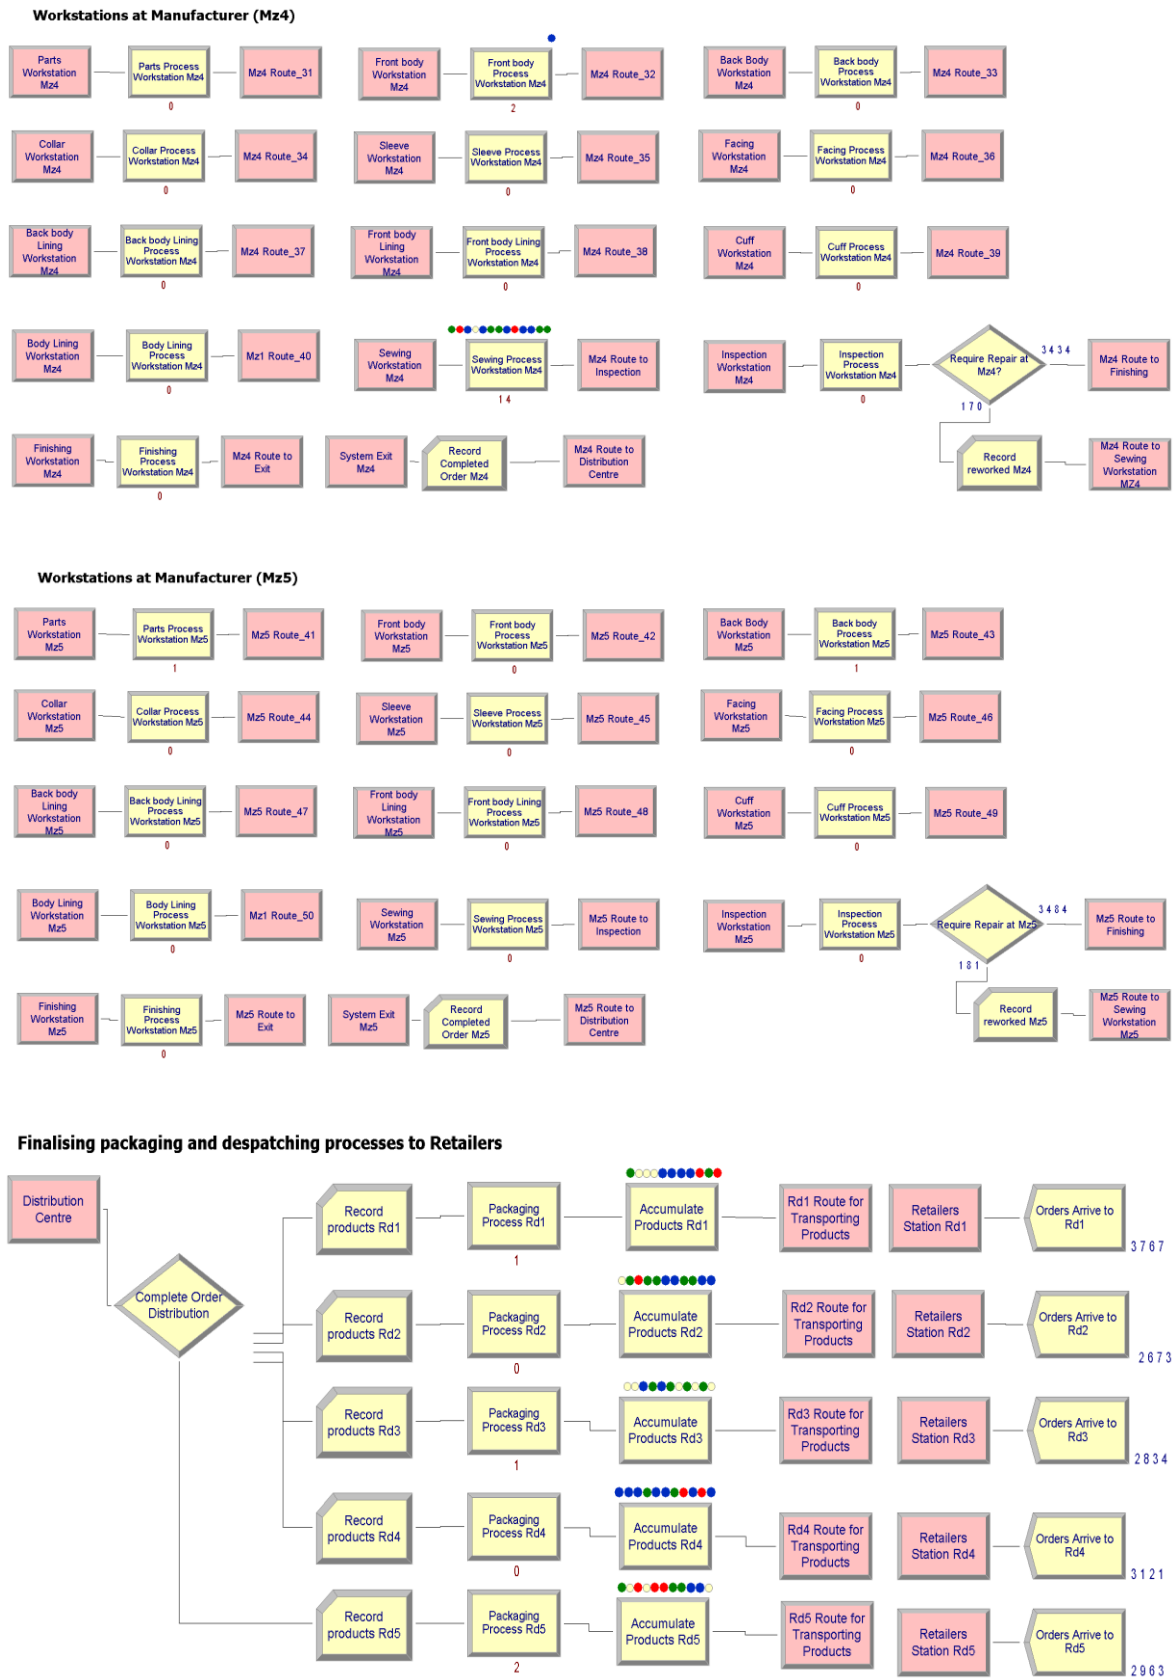 Workstations at Manufacturer (Mz4)
Parts
Workstation
Mz4
Parts Process
Workstation Mz4
0
Mz4 Route_31
Front body
Workstation
Mz4
Front body
Process
Workstation Mz4
2
Mz4 Route_32
Back Body
Workstation
Mz4
Back body
Process
Workstation Mz4
0
Mz4 Route_33
Collar
Workstation
Mz4
Collar Process
Workstation Mz4
0
Mz4 Route_34
Sleeve
Workstation
Mz4
Sleeve Process
Workstation Mz4
0
Mz4 Route_35
Facing
Workstation
Mz4
Facing Process
Workstation Mz4
0
Mz4 Route_36
Back body
Lining
Workstation
Mz4
Back body Lining
Process
Workstation Mz4
0
Mz4 Route_37
Front body
Lining
Workstation
Mz4
Front body Lining
Process
Workstation Mz4
0
Mz4 Route_38
Cuff
Workstation
Mz4
Cuff Process
Workstation Mz4
0
Mz4 Route_39
Body Lining
Workstation
Mz4
Body Lining
Process
Workstation Mz4
0
Mz1 Route_40
Sewing
Workstation
Mz4
Sewing Process
Workstation Mz4
14
Mz4 Route to
Inspection
Inspection
Workstation
Mz4
Inspection
Process
Workstation Mz4
0
Require Repair at
Mz4?
3434
170
Mz4 Route to
Finishing
Finishing
Workstation
Mz4
Finishing
Process
Workstation Mz4
0
Mz4 Route to
Exit
System Exit
Mz4
Record
Completed
Order Mz4
Mz4 Route to
Distribution
Centre
Record
reworked Mz4
Mz4 Route to
Sewing
Workstation
MZ4
Workstations at Manufacturer (Mz5)
Parts
Workstation
Mz5
Parts Process
Workstation Mz5
1
Mz5 Route_41
Front body
Workstation
Mz5
Front body
Process
Workstation Mz5
0
Mz5 Route_42
Back Body
Workstation
Mz5
Back body
Process
Workstation Mz5
1
Mz5 Route_43
Collar
Workstation
Mz5
Collar Process
Workstation Mz5
0
Mz5 Route_44
Sleeve
Workstation
Mz5
Sleeve Process
Workstation Mz5
0
Mz5 Route_45
Facing
Workstation
Mz5
Facing Process
Workstation Mz5
0
Mz5 Route_46
Back body
Lining
Workstation
Mz5
Back body Lining
Process
Workstation Mz5
0
Mz5 Route_47
Front body
Lining
Workstation
Mz5
Front body Lining
Process
Workstation Mz5
0
Mz5 Route_48
Cuff
Workstation
Mz5
Cuff Process
Workstation Mz5
0
Mz5 Route_49
Body Lining
Workstation
Mz5
Body Lining
Process
Workstation Mz5
0
Mz1 Route_50
Sewing
Workstation
Mz5
Sewing Process
Workstation Mz5
0
Mz5 Route to
Inspection
Inspection
Workstation
Mz5
Inspection
Process
Workstation Mz5
0
Require Repair at Mz5
3484
181
Mz5 Route to
Finishing
Finishing
Workstation
Mz5
Finishing
Process
Workstation Mz5
0
Mz5 Route to
Exit
System Exit
Mz5
Record
Completed
Order Mz5
Mz5 Route to
Distribution
Centre
Record
reworked Mz5
Mz5 Route to
Sewing
Workstation
Mz5
Finalising packaging and despatching processes to Retailers
Distribution
Centre
Complete Order
Distribution
Record
products Rd1
Packaging
Process Rd1
1
Accumulate
Products Rd1
Rd1 Route for
Transporting
Products
Retailers
Station Rd1
Orders Arrive to
Rd1
3767
Record
products Rd2
Packaging
Process Rd2
0
Accumulate
Products Rd2
Rd2 Route for
Transporting
Products
Retailers
Station Rd2
Orders Arrive to
Rd2
2673
Record
products Rd3
Packaging
Process Rd3
1
Accumulate
Products Rd3
Rd3 Route for
Transporting
Products
Retailers
Station Rd3
Orders Arrive to
Rd3
2834
Record
products Rd4
Packaging
Process Rd4
0
Accumulate
Products Rd4
Rd4 Route for
Transporting
Products
Retailers
Station Rd4
Orders Arrive to
Rd4
3121
Record
products Rd5
Packaging
Process Rd5
2
Accumulate
Products Rd5
Rd5 Route for
Transporting
Products
Retailers
Station Rd5
Orders Arrive to
Rd5
2963